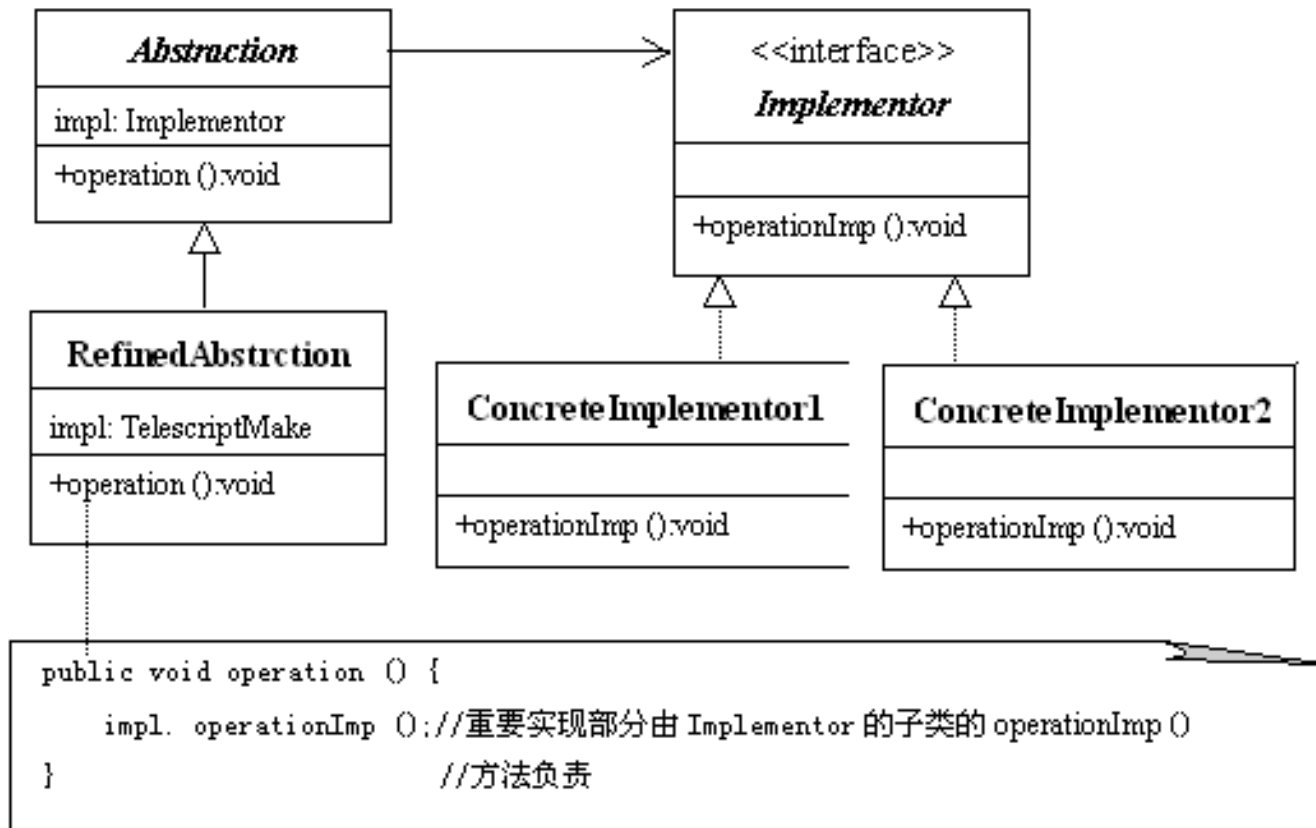 Abstraction
impl: Implementor
+operation ():void
<<interface>>
Implementor
+operationImp ():void
RefinedAbstrction
impl: TelescriptMake
+operation ():void
ConcreteImplementor1
+operationImp ():void
ConcreteImplementor2
+operationImp ():void
public void operation () {
impl. operationImp ();//重要实现部分由 Implementor 的子类的 operationImp ()
} //方法负责